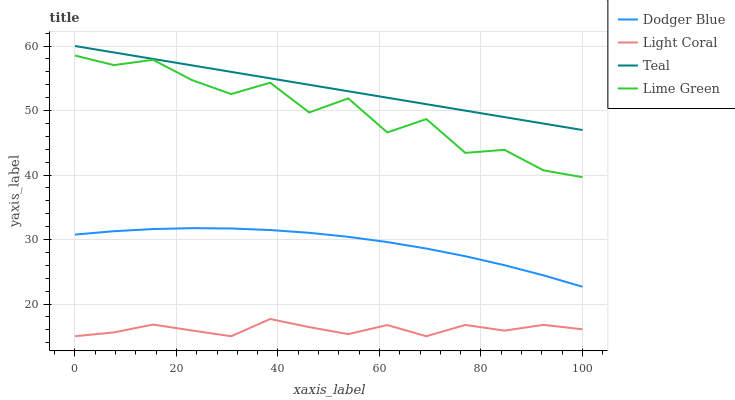 title
Dodger Blue
Light Coral
Teal
Lime Green
yaxis_label
60
50
40
30
20
0 20 40 60 80 100
xaxis_label